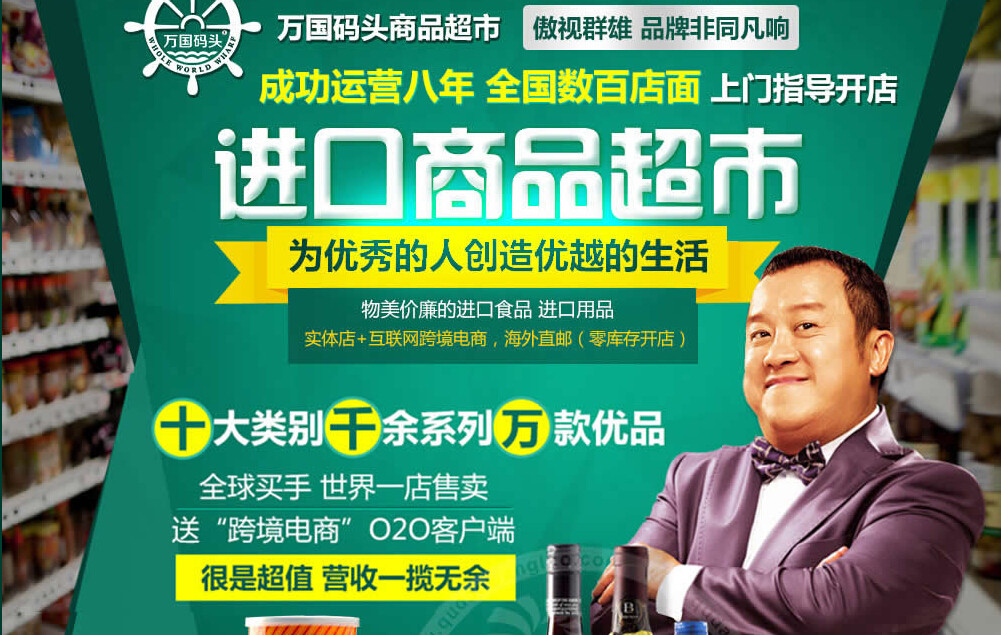 万国码头®
WHOLE WORLD WHARF
万国码头商品超市 傲视群雄 品牌非同凡响
成功运营八年 全国数百店面 上门指导开店
进口商品超市
为优秀的人创造优越的生活
物美价廉的进口食品 进口用品
实体店+互联网跨境电商，海外直邮（零库存开店）
十大类别千余系列万款优品
全球买手 世界一店售卖
送“跨境电商”O2O客户端
很是超值 营收一揽无余
B